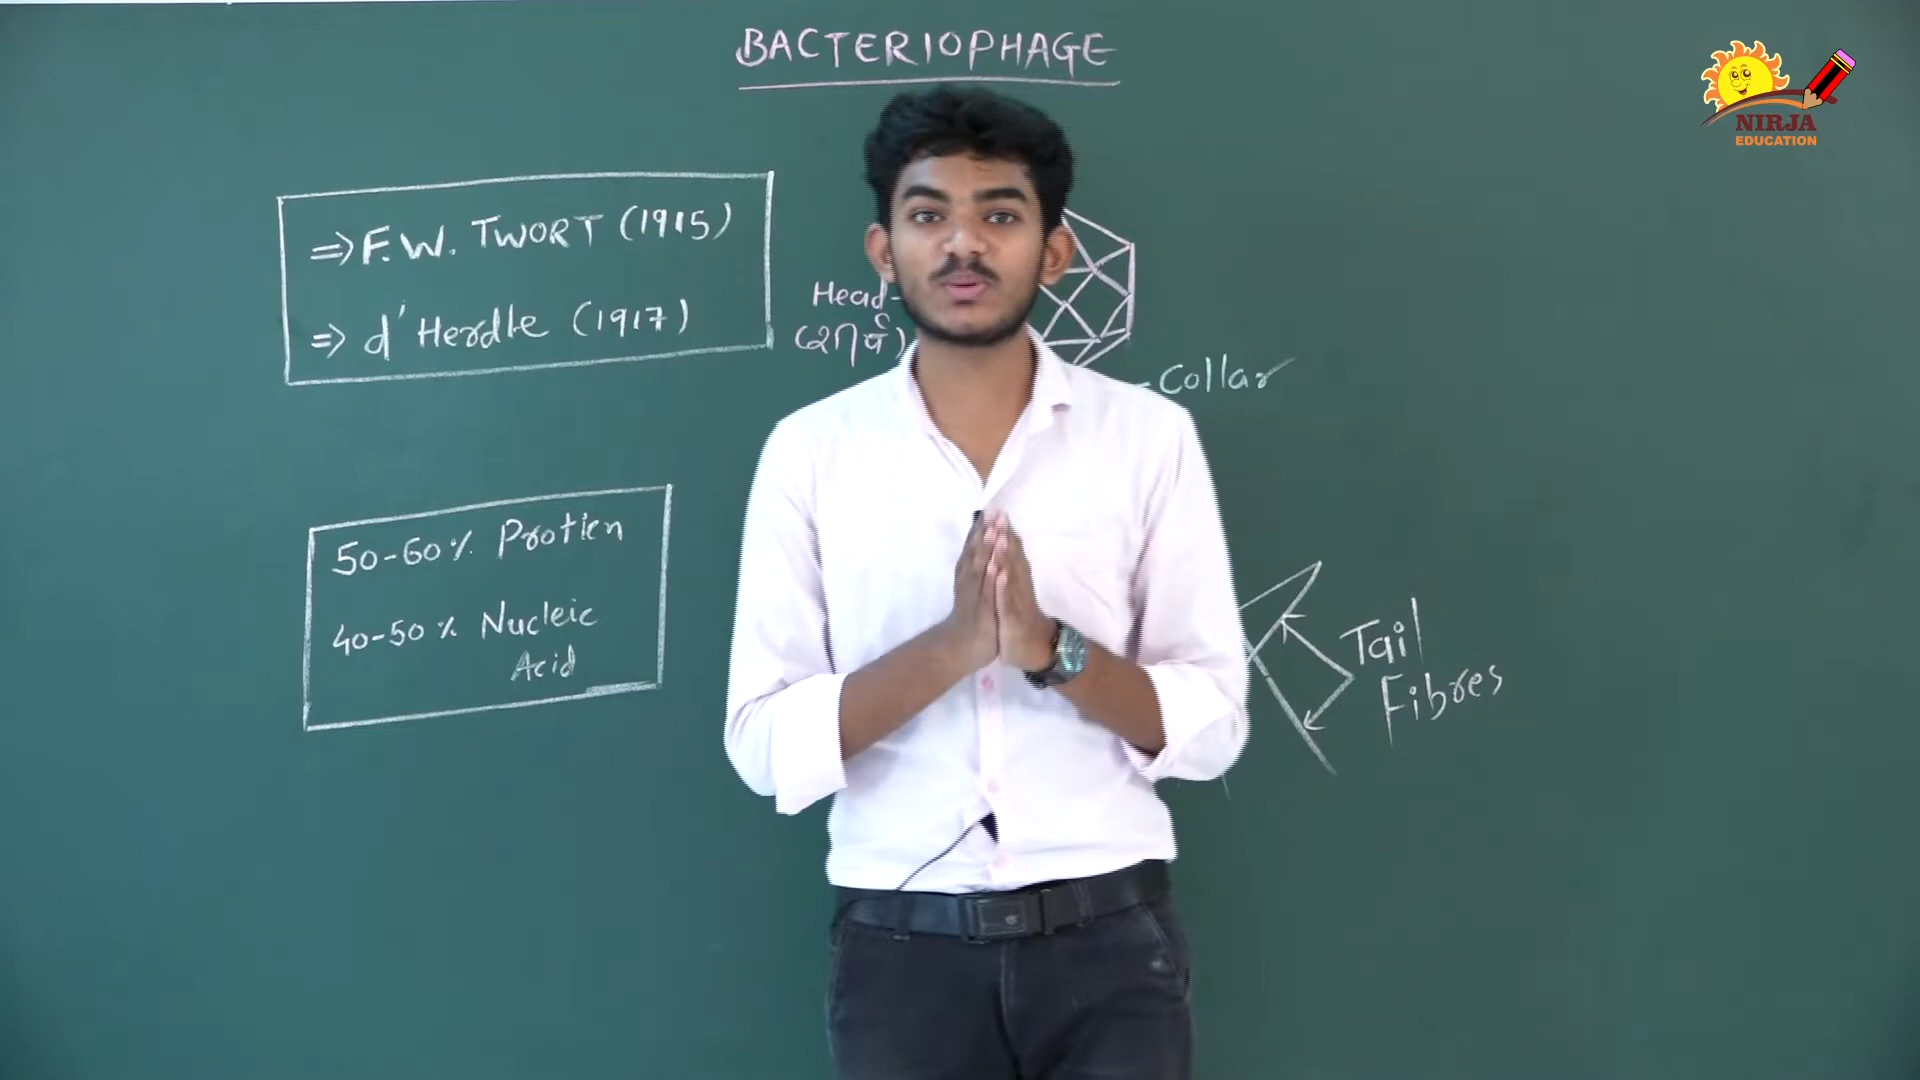 BACTERIOPHAGE
NIRJA
EDUCATION
⇒ F. W. TWORT (1915)
⇒ d'Herdle (1917)
Head-
Collar
50-60% Protien
40-50% Nucleic
Acid
Tail
Fibres